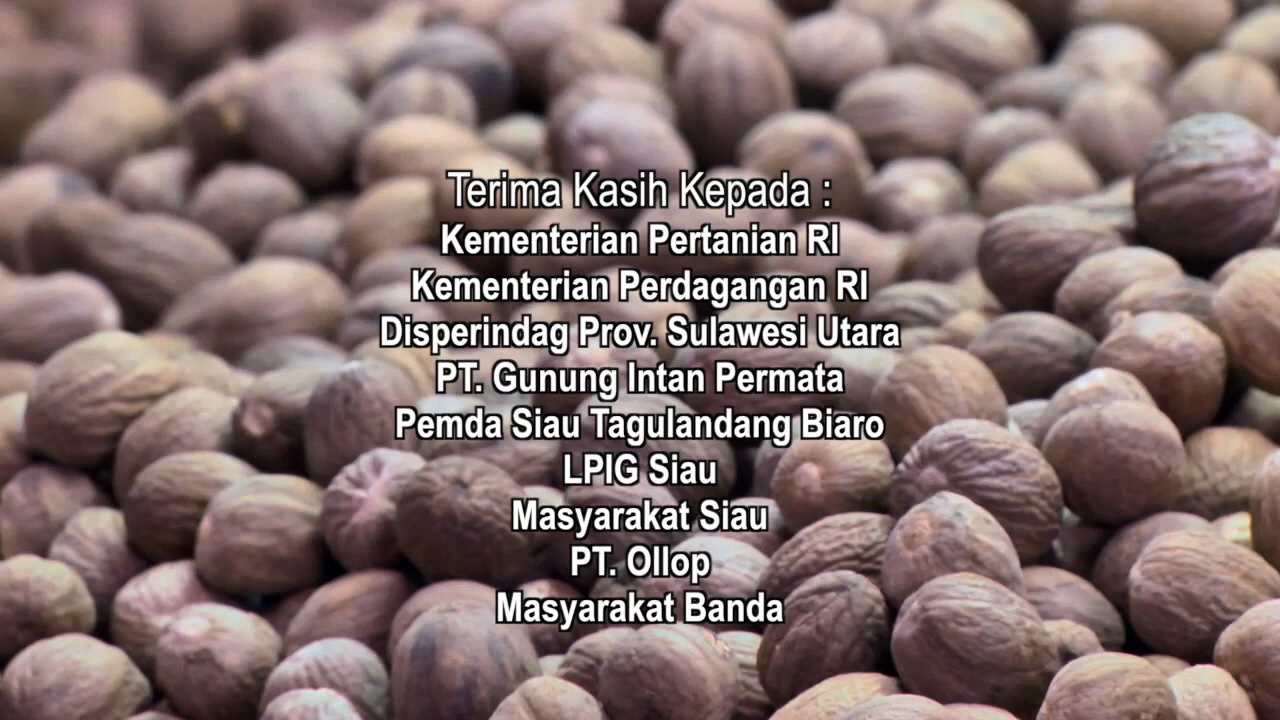 Terima Kasih Kepada :
Kementerian Pertanian RI
Kementerian Perdagangan RI
Disperindag Prov. Sulawesi Utara
PT. Gunung Intan Permata
Pemda Siau Tagulandang Biaro
LPIG Siau
Masyarakat Siau
PT. Ollop
Masyarakat Banda